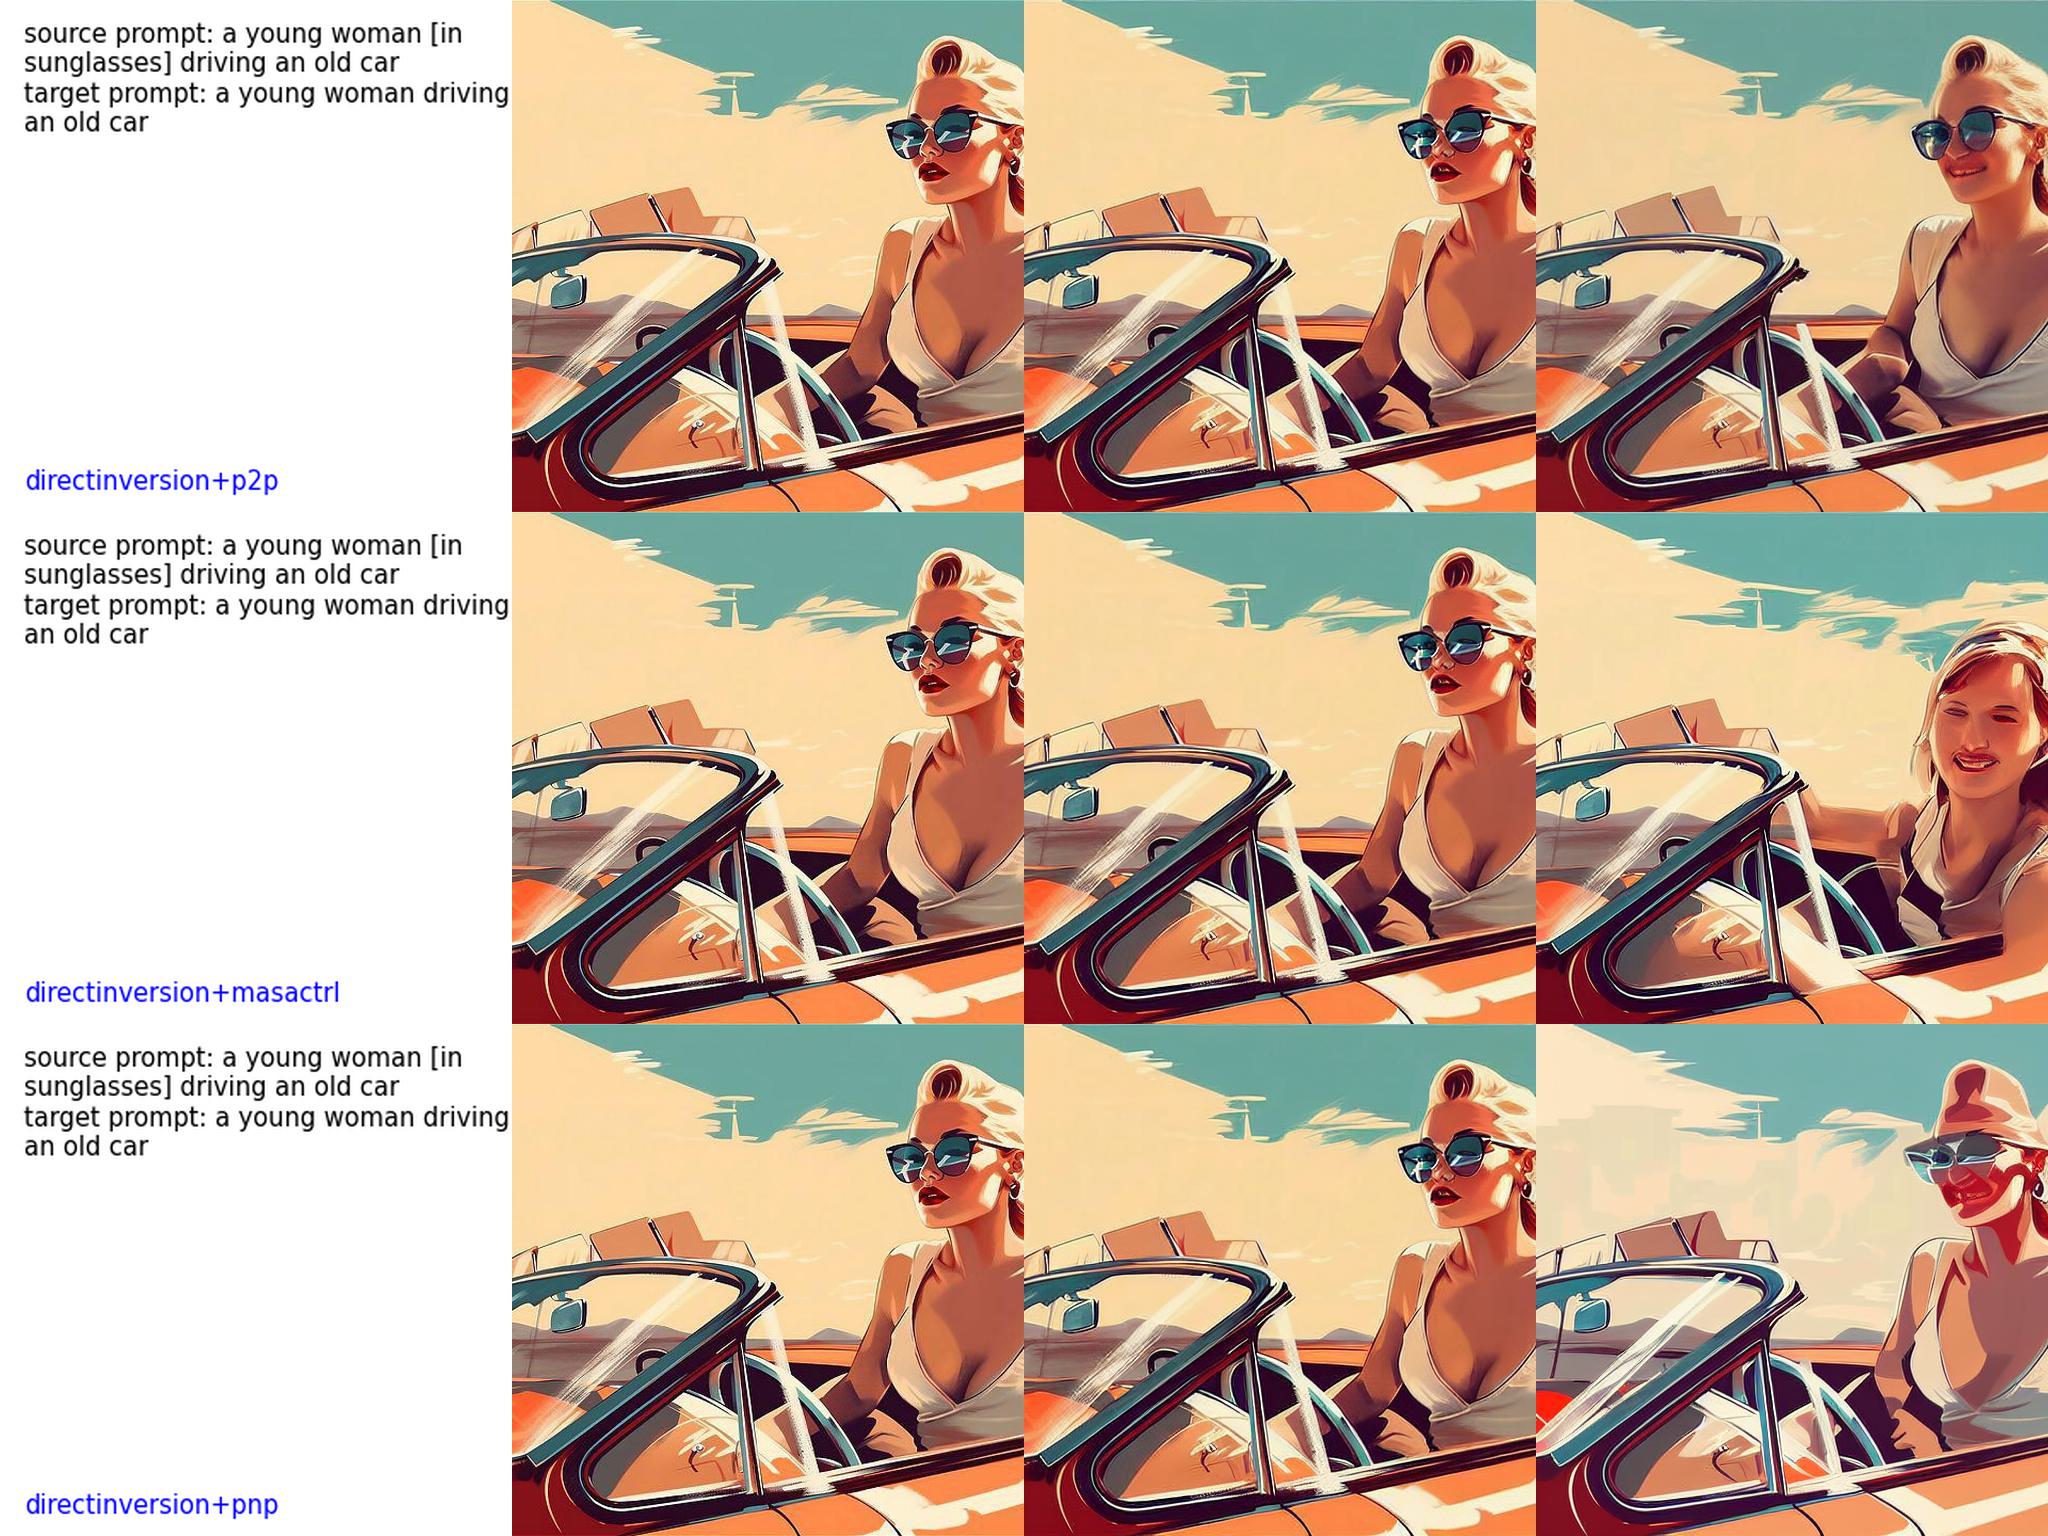 source prompt: a young woman [in
sunglasses] driving an old car
target prompt: a young woman driving
an old car
directinversion+p2p
source prompt: a young woman [in
sunglasses] driving an old car
target prompt: a young woman driving
an old car
directinversion+masactrl
source prompt: a young woman [in
sunglasses] driving an old car
target prompt: a young woman driving
an old car
directinversion+pnp